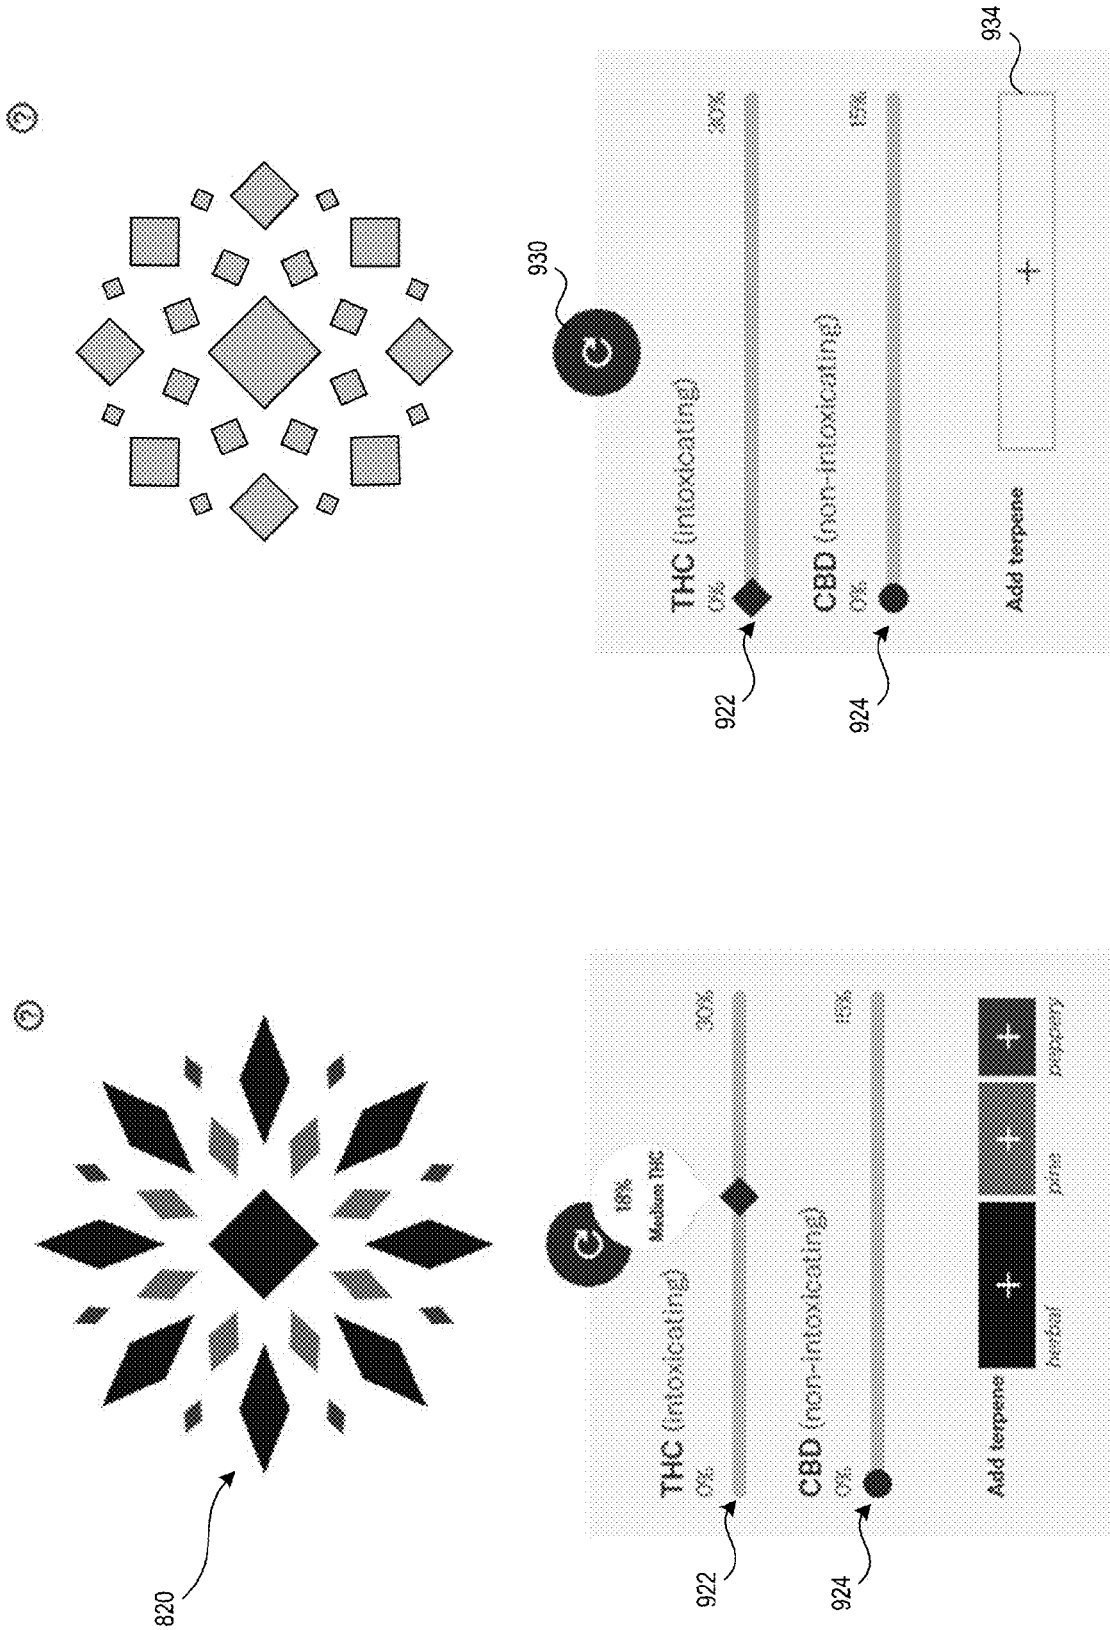 ?
820
18%
Medium THC
THC (intoxicating)
0% 30%
922
CBD (non-intoxicating)
0% 15%
924
Add terpene
+ + +
herbal pine peppery
?
930
THC (intoxicating)
0% 30%
922
CBD (non-intoxicating)
0% 15%
924
Add terpene
+
934